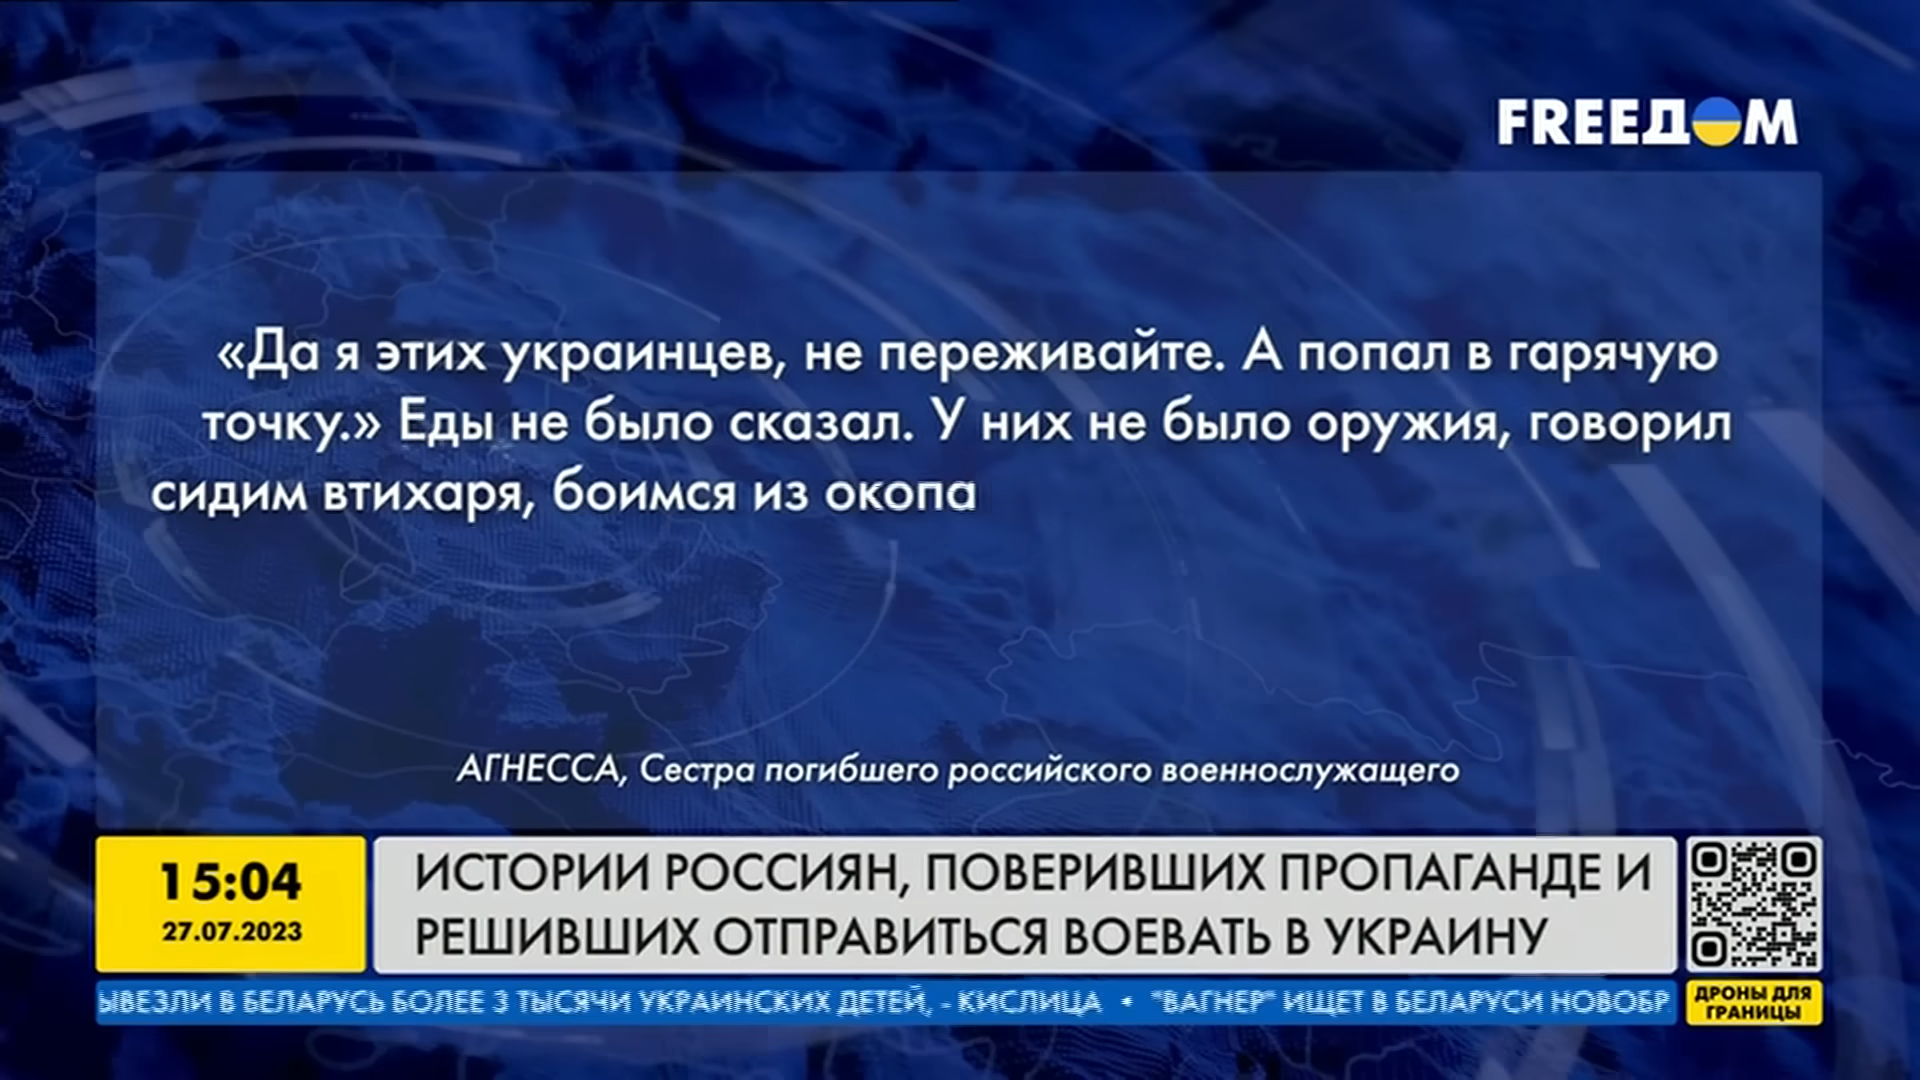 FREEДOM
«Да я этих украинцев, не переживайте. А попал в гарячую
точку.» Еды не было сказал. У них не было оружия, говорил
сидим втихаря, боимся из окопа
АГНЕССА, Сестра погибшего российского военнослужащего
15:04
27.07.2023
ИСТОРИИ РОССИЯН, ПОВЕРИВШИХ ПРОПАГАНДЕ И
РЕШИВШИХ ОТПРАВИТЬСЯ ВОЕВАТЬ В УКРАИНУ
ЫВЕЗЛИ В БЕЛАРУСЬ БОЛЕЕ 3 ТЫСЯЧИ УКРАИНСКИХ ДЕТЕЙ, - КИСЛИЦА • "ВАГНЕР" ИЩЕТ В БЕЛАРУСИ НОВОБР
ДРОНЫ ДЛЯ
ГРАНИЦЫ